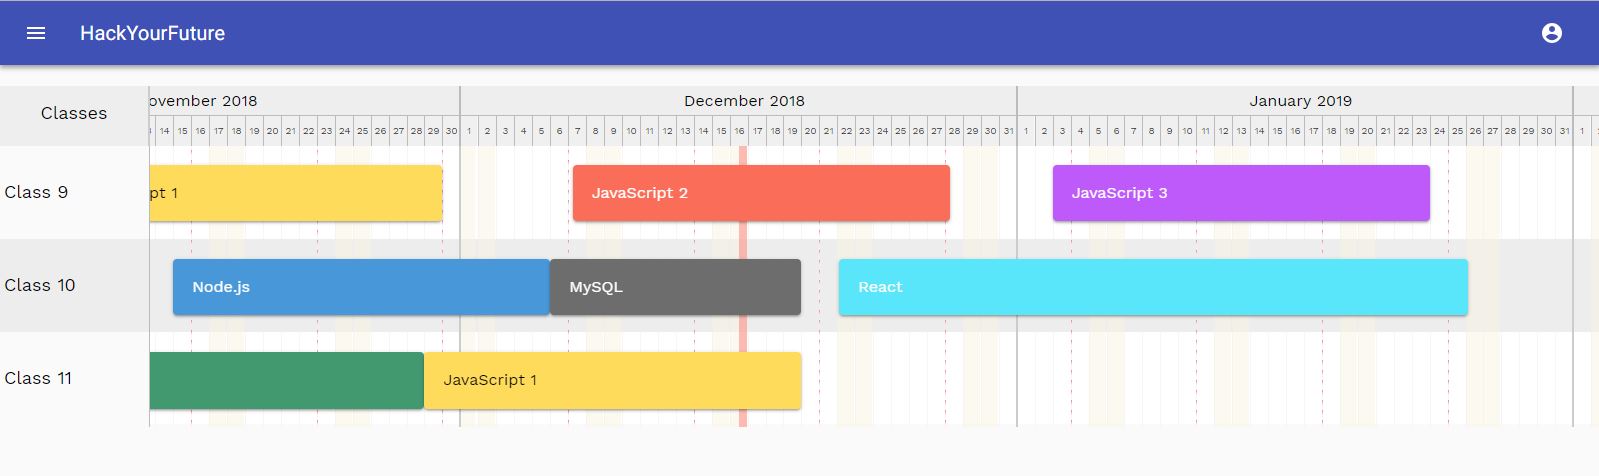 HackYourFuture
Classes
ovember 2018
December 2018
January 2019
14 15 16 17 18 19 20 21 22 23 24 25 26 27 28 29 30 1 2 3 4 5 6 7 8 9 10 11 12 13 14 15 16 17 18 19 20 21 22 23 24 25 26 27 28 29 30 31 1 2 3 4 5 6 7 8 9 10 11 12 13 14 15 16 17 18 19 20 21 22 23 24 25 26 27 28 29 30 31 1
Class 9
pt 1
JavaScript 2
JavaScript 3
Class 10
Node.js
MySQL
React
Class 11
JavaScript 1